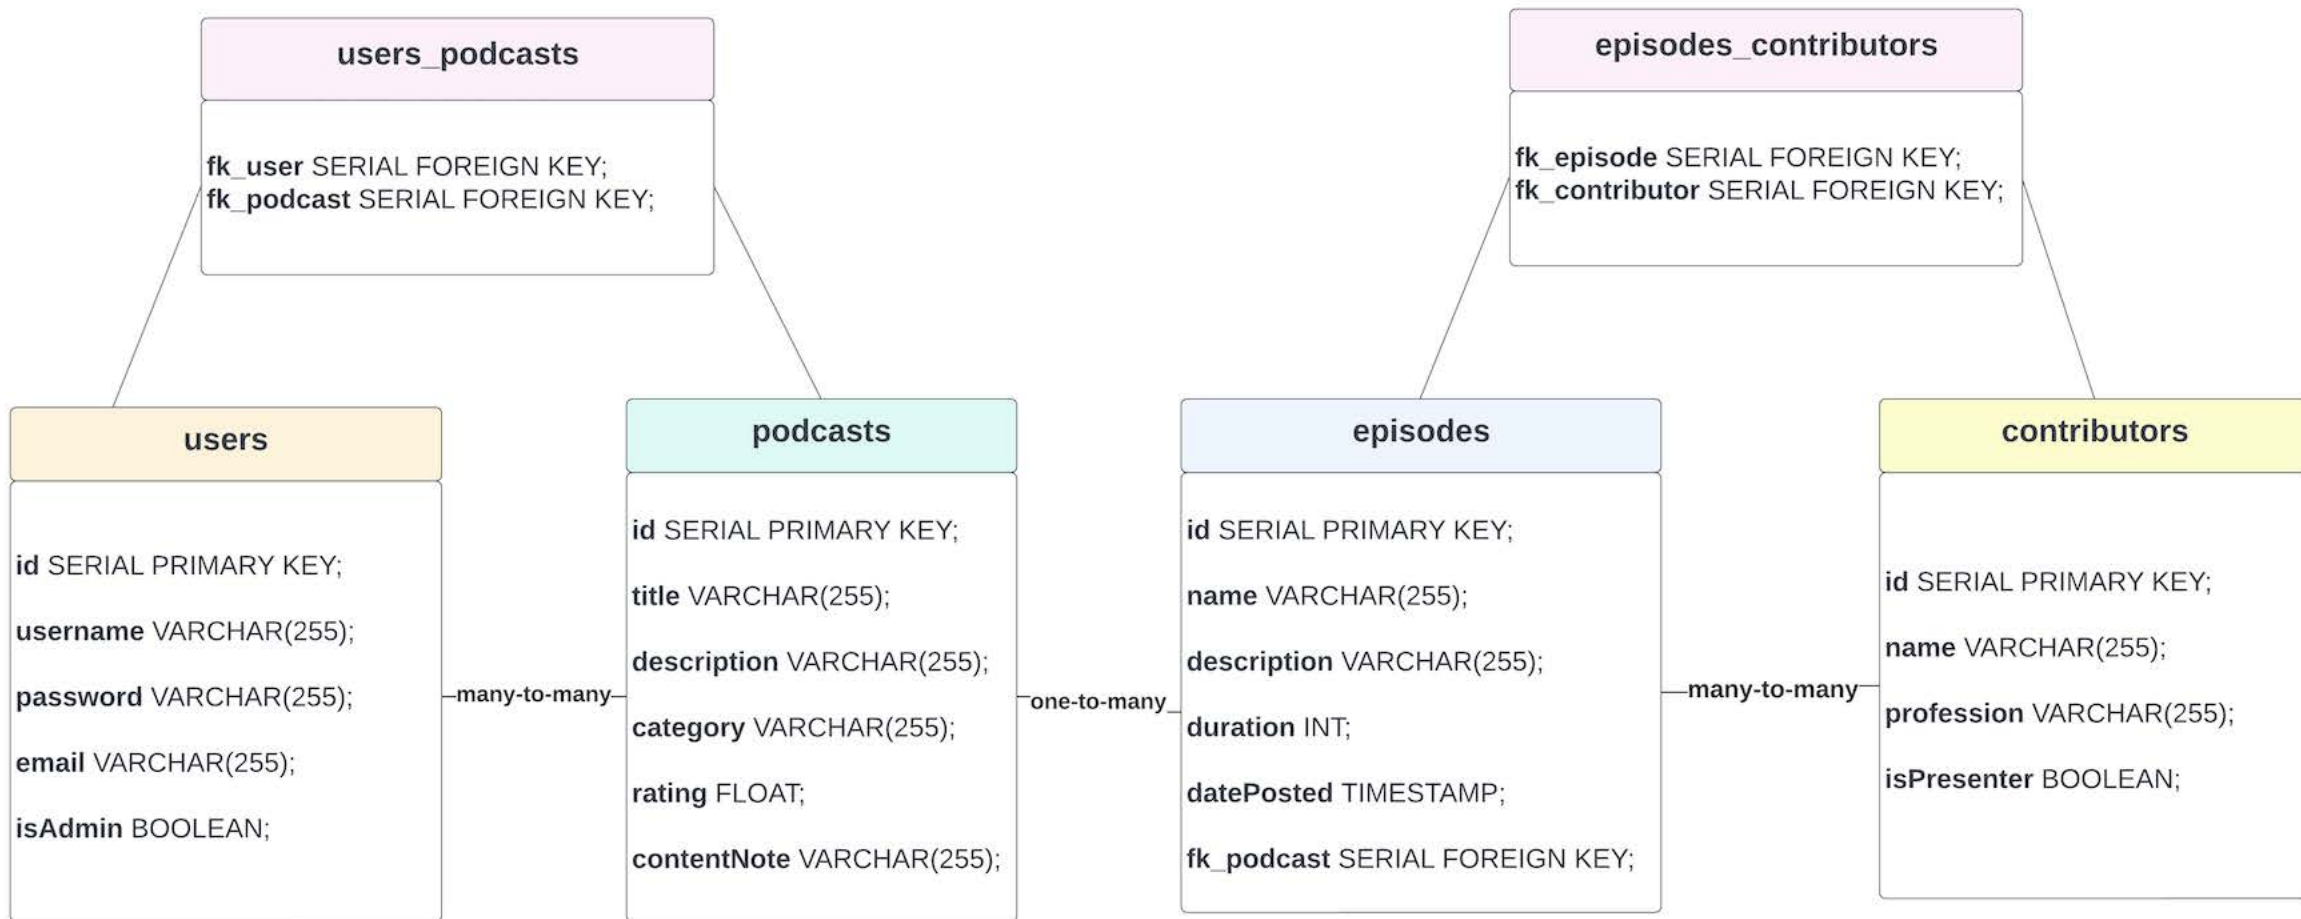 users_podcasts
fk_user SERIAL FOREIGN KEY;
fk_podcast SERIAL FOREIGN KEY;
episodes_contributors
fk_episode SERIAL FOREIGN KEY;
fk_contributor SERIAL FOREIGN KEY;
users
id SERIAL PRIMARY KEY;
username VARCHAR(255);
password VARCHAR(255);
email VARCHAR(255);
isAdmin BOOLEAN;
many-to-many
podcasts
id SERIAL PRIMARY KEY;
title VARCHAR(255);
description VARCHAR(255);
category VARCHAR(255);
rating FLOAT;
contentNote VARCHAR(255);
one-to-many
episodes
id SERIAL PRIMARY KEY;
name VARCHAR(255);
description VARCHAR(255);
duration INT;
datePosted TIMESTAMP;
fk_podcast SERIAL FOREIGN KEY;
many-to-many
contributors
id SERIAL PRIMARY KEY;
name VARCHAR(255);
profession VARCHAR(255);
isPresenter BOOLEAN;